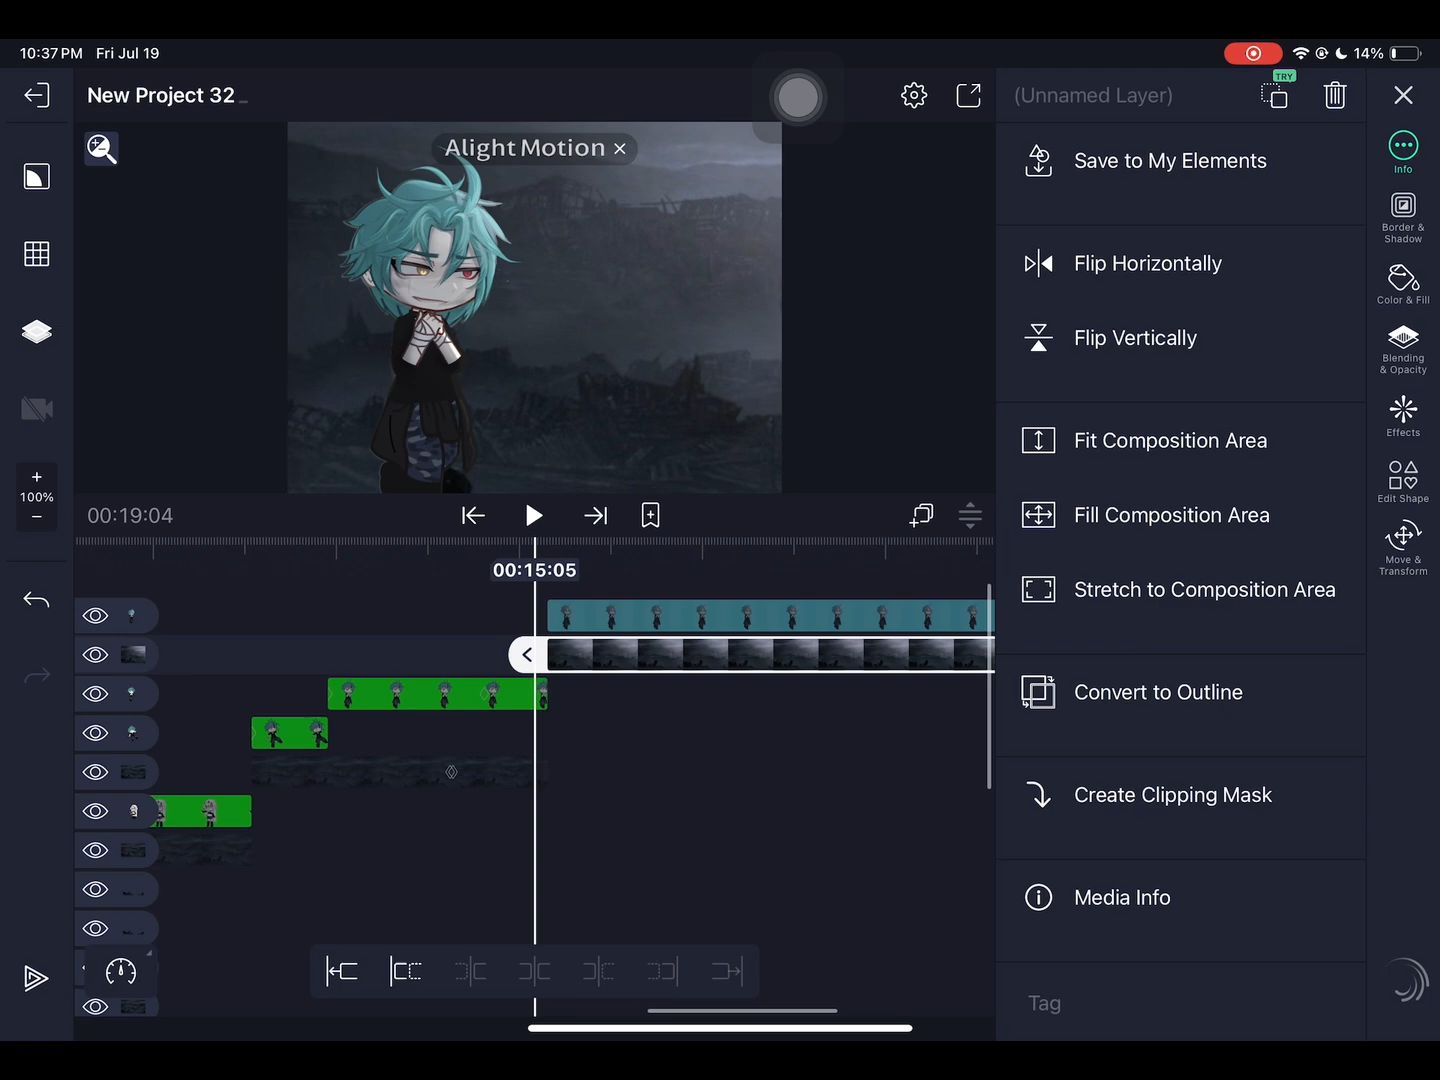 10:37 PM Fri Jul 19
14%
New Project 32
(Unnamed Layer)
TRY
Alight Motion ×
Save to My Elements
Flip Horizontally
Flip Vertically
Fit Composition Area
Fill Composition Area
Stretch to Composition Area
Convert to Outline
Create Clipping Mask
Media Info
Tag
Info
Border &
Shadow
Color & Fill
Blending
& Opacity
Effects
Edit Shape
Move &
Transform
+
100%
−
00:19:04
00:15:05